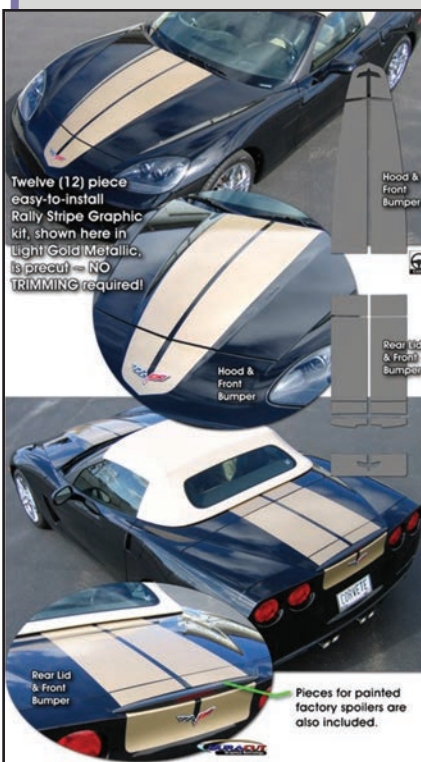 Hood &
Front
Bumper
Twelve (12) piece
easy-to-install
Rally Stripe Graphic
kit, shown here in
Light Gold Metallic,
is precut ~ NO
TRIMMING required!
Hood &
Front
Bumper
Rear Lid
& Front
Bumper
CORVETE
Rear Lid
& Front
Bumper
Pieces for painted
factory spoilers are
also included.
DURACUT